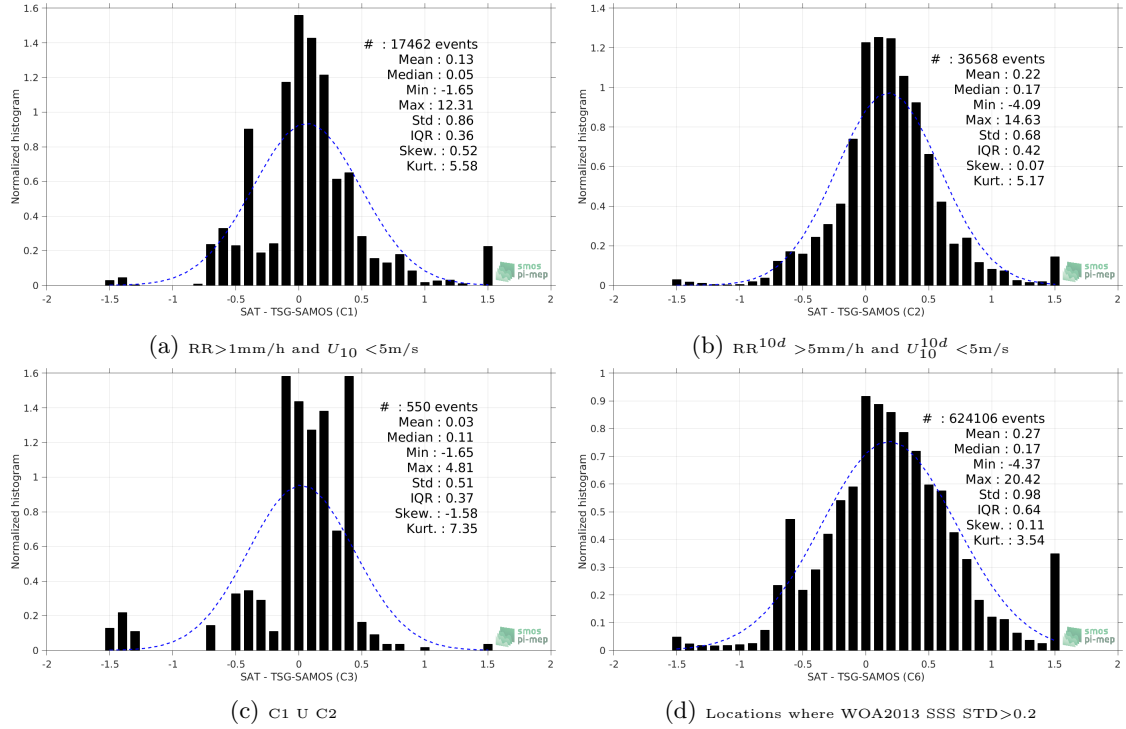 1.6
1.4
1.2
1
0.8
0.6
0.4
0.2
0
Normalized histogram
# : 17462 events
Mean : 0.13
Median : 0.05
Min : -1.65
Max : 12.31
Std : 0.86
IQR : 0.36
Skew. : 0.52
Kurt. : 5.58
smos
pi-mep
-2 -1.5 -1 -0.5 0 0.5 1 1.5 2
SAT - TSG-SAMOS (C1)
(a) RR>1mm/h and U10 <5m/s
1.4
1.2
1
0.8
0.6
0.4
0.2
0
Normalized histogram
# : 36568 events
Mean : 0.22
Median : 0.17
Min : -4.09
Max : 14.63
Std : 0.68
IQR : 0.42
Skew. : 0.07
Kurt. : 5.17
smos
pi-mep
-2 -1.5 -1 -0.5 0 0.5 1 1.5 2
SAT - TSG-SAMOS (C2)
(b) RR10d >5mm/h and U10d10 <5m/s
1.6
1.4
1.2
1
0.8
0.6
0.4
0.2
0
Normalized histogram
# : 550 events
Mean : 0.03
Median : 0.11
Min : -1.65
Max : 4.81
Std : 0.51
IQR : 0.37
Skew. : -1.58
Kurt. : 7.35
smos
pi-mep
-2 -1.5 -1 -0.5 0 0.5 1 1.5 2
SAT - TSG-SAMOS (C3)
(c) C1 U C2
1
0.9
0.8
0.7
0.6
0.5
0.4
0.3
0.2
0.1
0
Normalized histogram
# : 624106 events
Mean : 0.27
Median : 0.17
Min : -4.37
Max : 20.42
Std : 0.98
IQR : 0.64
Skew. : 0.11
Kurt. : 3.54
smos
pi-mep
-2 -1.5 -1 -0.5 0 0.5 1 1.5 2
SAT - TSG-SAMOS (C6)
(d) Locations where WOA2013 SSS STD>0.2